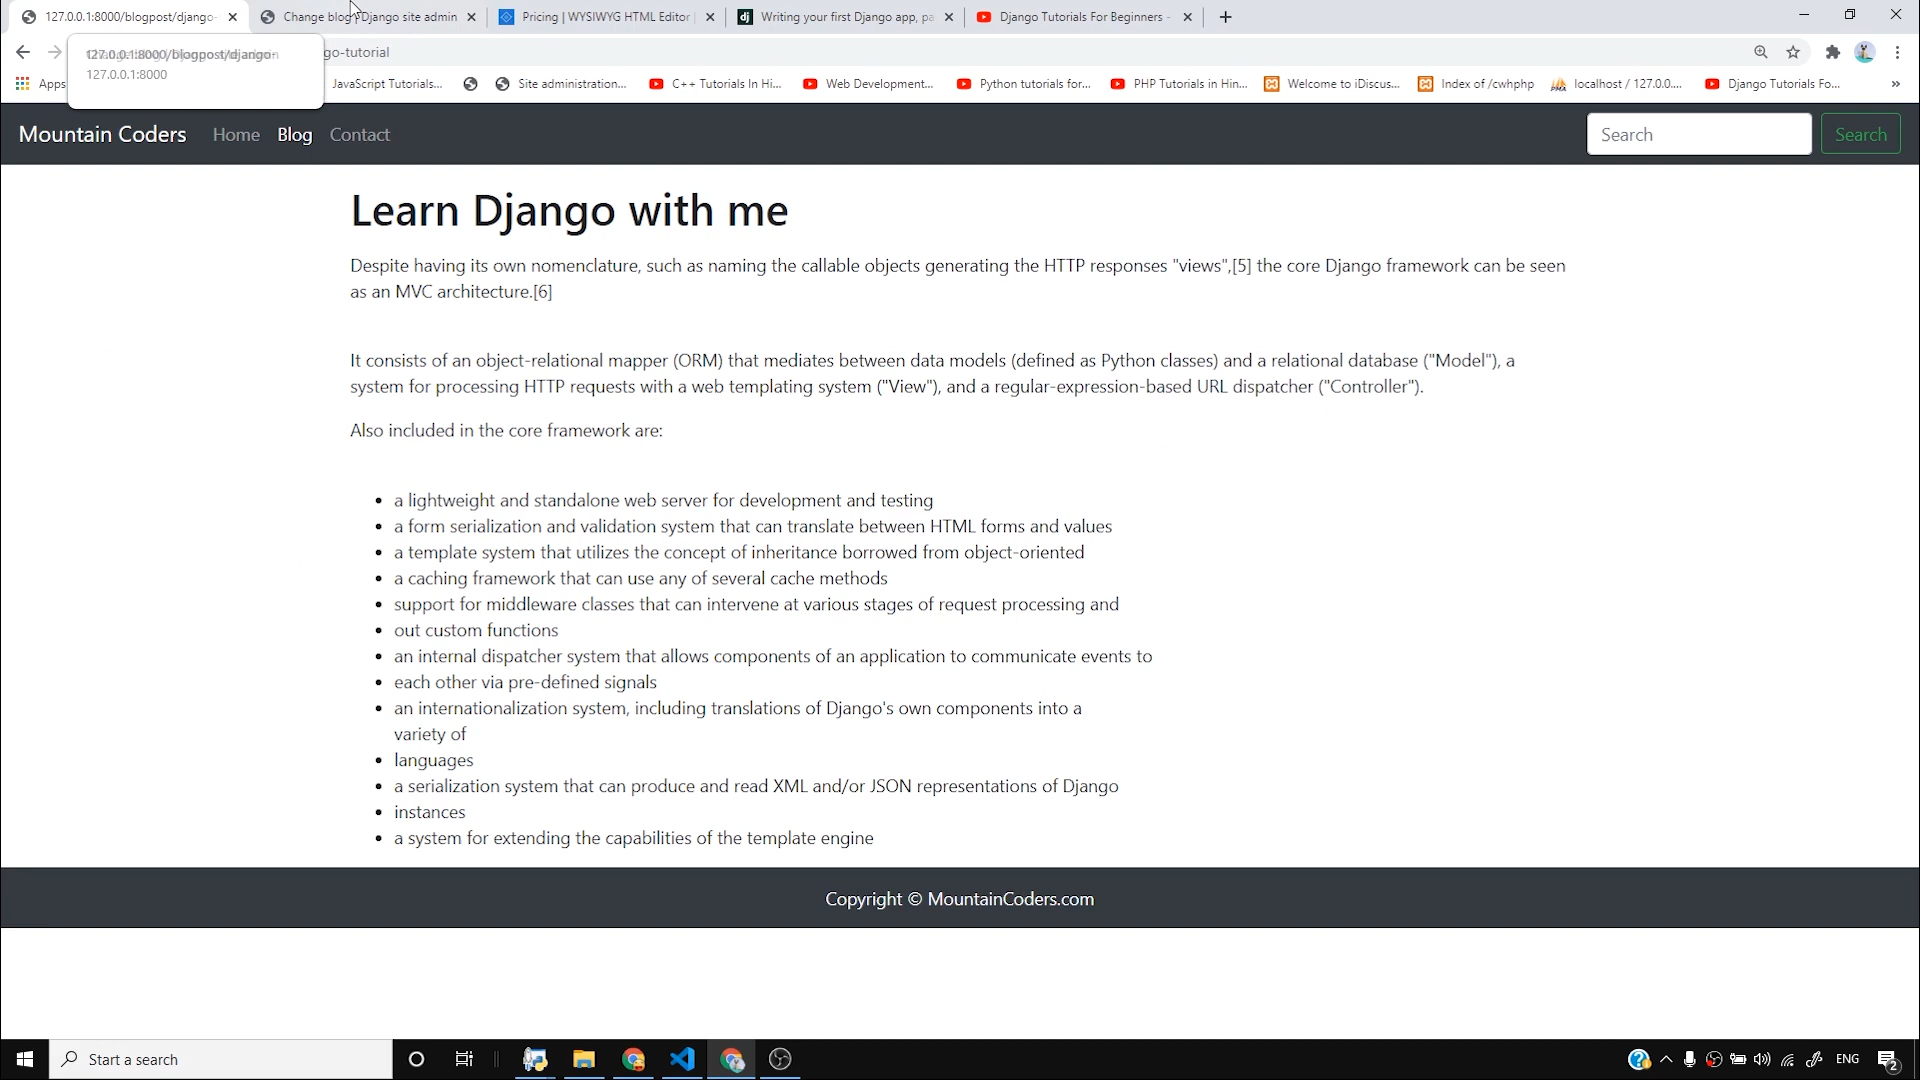 127.0.0.1:8000/blogpost/django-
Change blog | Django site admin
Pricing | WYSIWYG HTML Editor
Writing your first Django app, pa
Django Tutorials For Beginners -
go-tutorial
127.0.0.1:8000/blogpost/django-
127.0.0.1:8000
Apps
JavaScript Tutorials...
Site administration...
C++ Tutorials In Hi...
Web Development...
Python tutorials for...
PHP Tutorials in Hin...
Welcome to iDiscus...
Index of /cwhphp
localhost / 127.0.0....
Django Tutorials Fo...
»
Mountain Coders
Home
Blog
Contact
Search
Search
Learn Django with me
Despite having its own nomenclature, such as naming the callable objects generating the HTTP responses "views",[5] the core Django framework can be seen
as an MVC architecture.[6]
It consists of an object-relational mapper (ORM) that mediates between data models (defined as Python classes) and a relational database ("Model"), a
system for processing HTTP requests with a web templating system ("View"), and a regular-expression-based URL dispatcher ("Controller").
Also included in the core framework are:
• a lightweight and standalone web server for development and testing
• a form serialization and validation system that can translate between HTML forms and values
• a template system that utilizes the concept of inheritance borrowed from object-oriented
• a caching framework that can use any of several cache methods
• support for middleware classes that can intervene at various stages of request processing and
• out custom functions
• an internal dispatcher system that allows components of an application to communicate events to
• each other via pre-defined signals
• an internationalization system, including translations of Django's own components into a
variety of
• languages
• a serialization system that can produce and read XML and/or JSON representations of Django
• instances
• a system for extending the capabilities of the template engine
Copyright © MountainCoders.com
Start a search
ENG
2